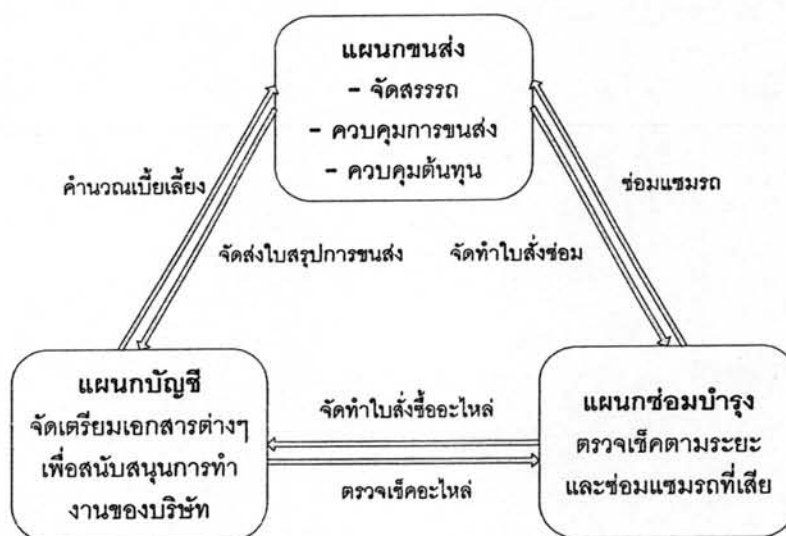 แผนกขนส่ง
- จัดสรรรถ
- ควบคุมการขนส่ง
- ควบคุมต้นทุน
คำนวณเบี้ยเลี้ยง
ซ่อมแซมรถ
จัดส่งใบสรุปการขนส่ง
จัดทำใบสั่งซ่อม
แผนกบัญชี
จัดเตรียมเอกสารต่างๆ
เพื่อสนับสนุนการทำ
งานของบริษัท
จัดทำใบสั่งซื้ออะไหล่
ตรวจเช็คอะไหล่
แผนกซ่อมบำรุง
ตรวจเช็คตามระยะ
และซ่อมแซมรถที่เสีย